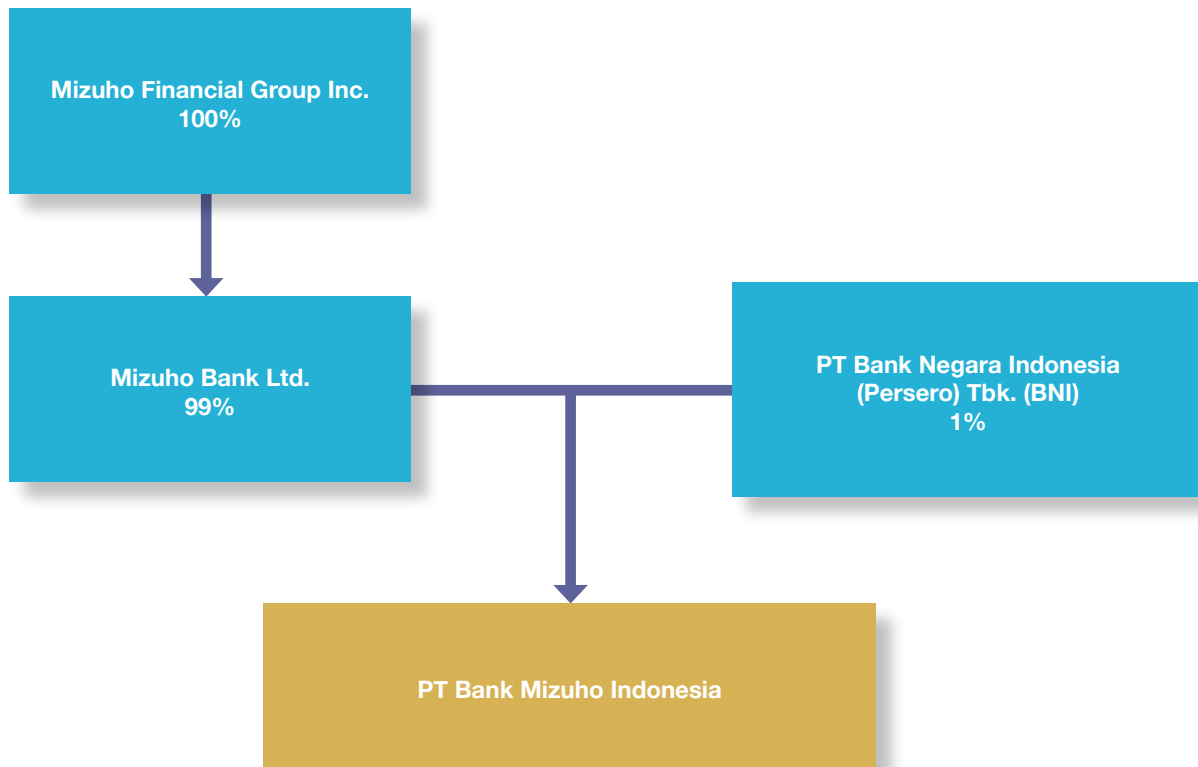 Mizuho Financial Group Inc.
100%
Mizuho Bank Ltd.
99%
PT Bank Negara Indonesia
(Persero) Tbk. (BNI)
1%
PT Bank Mizuho Indonesia